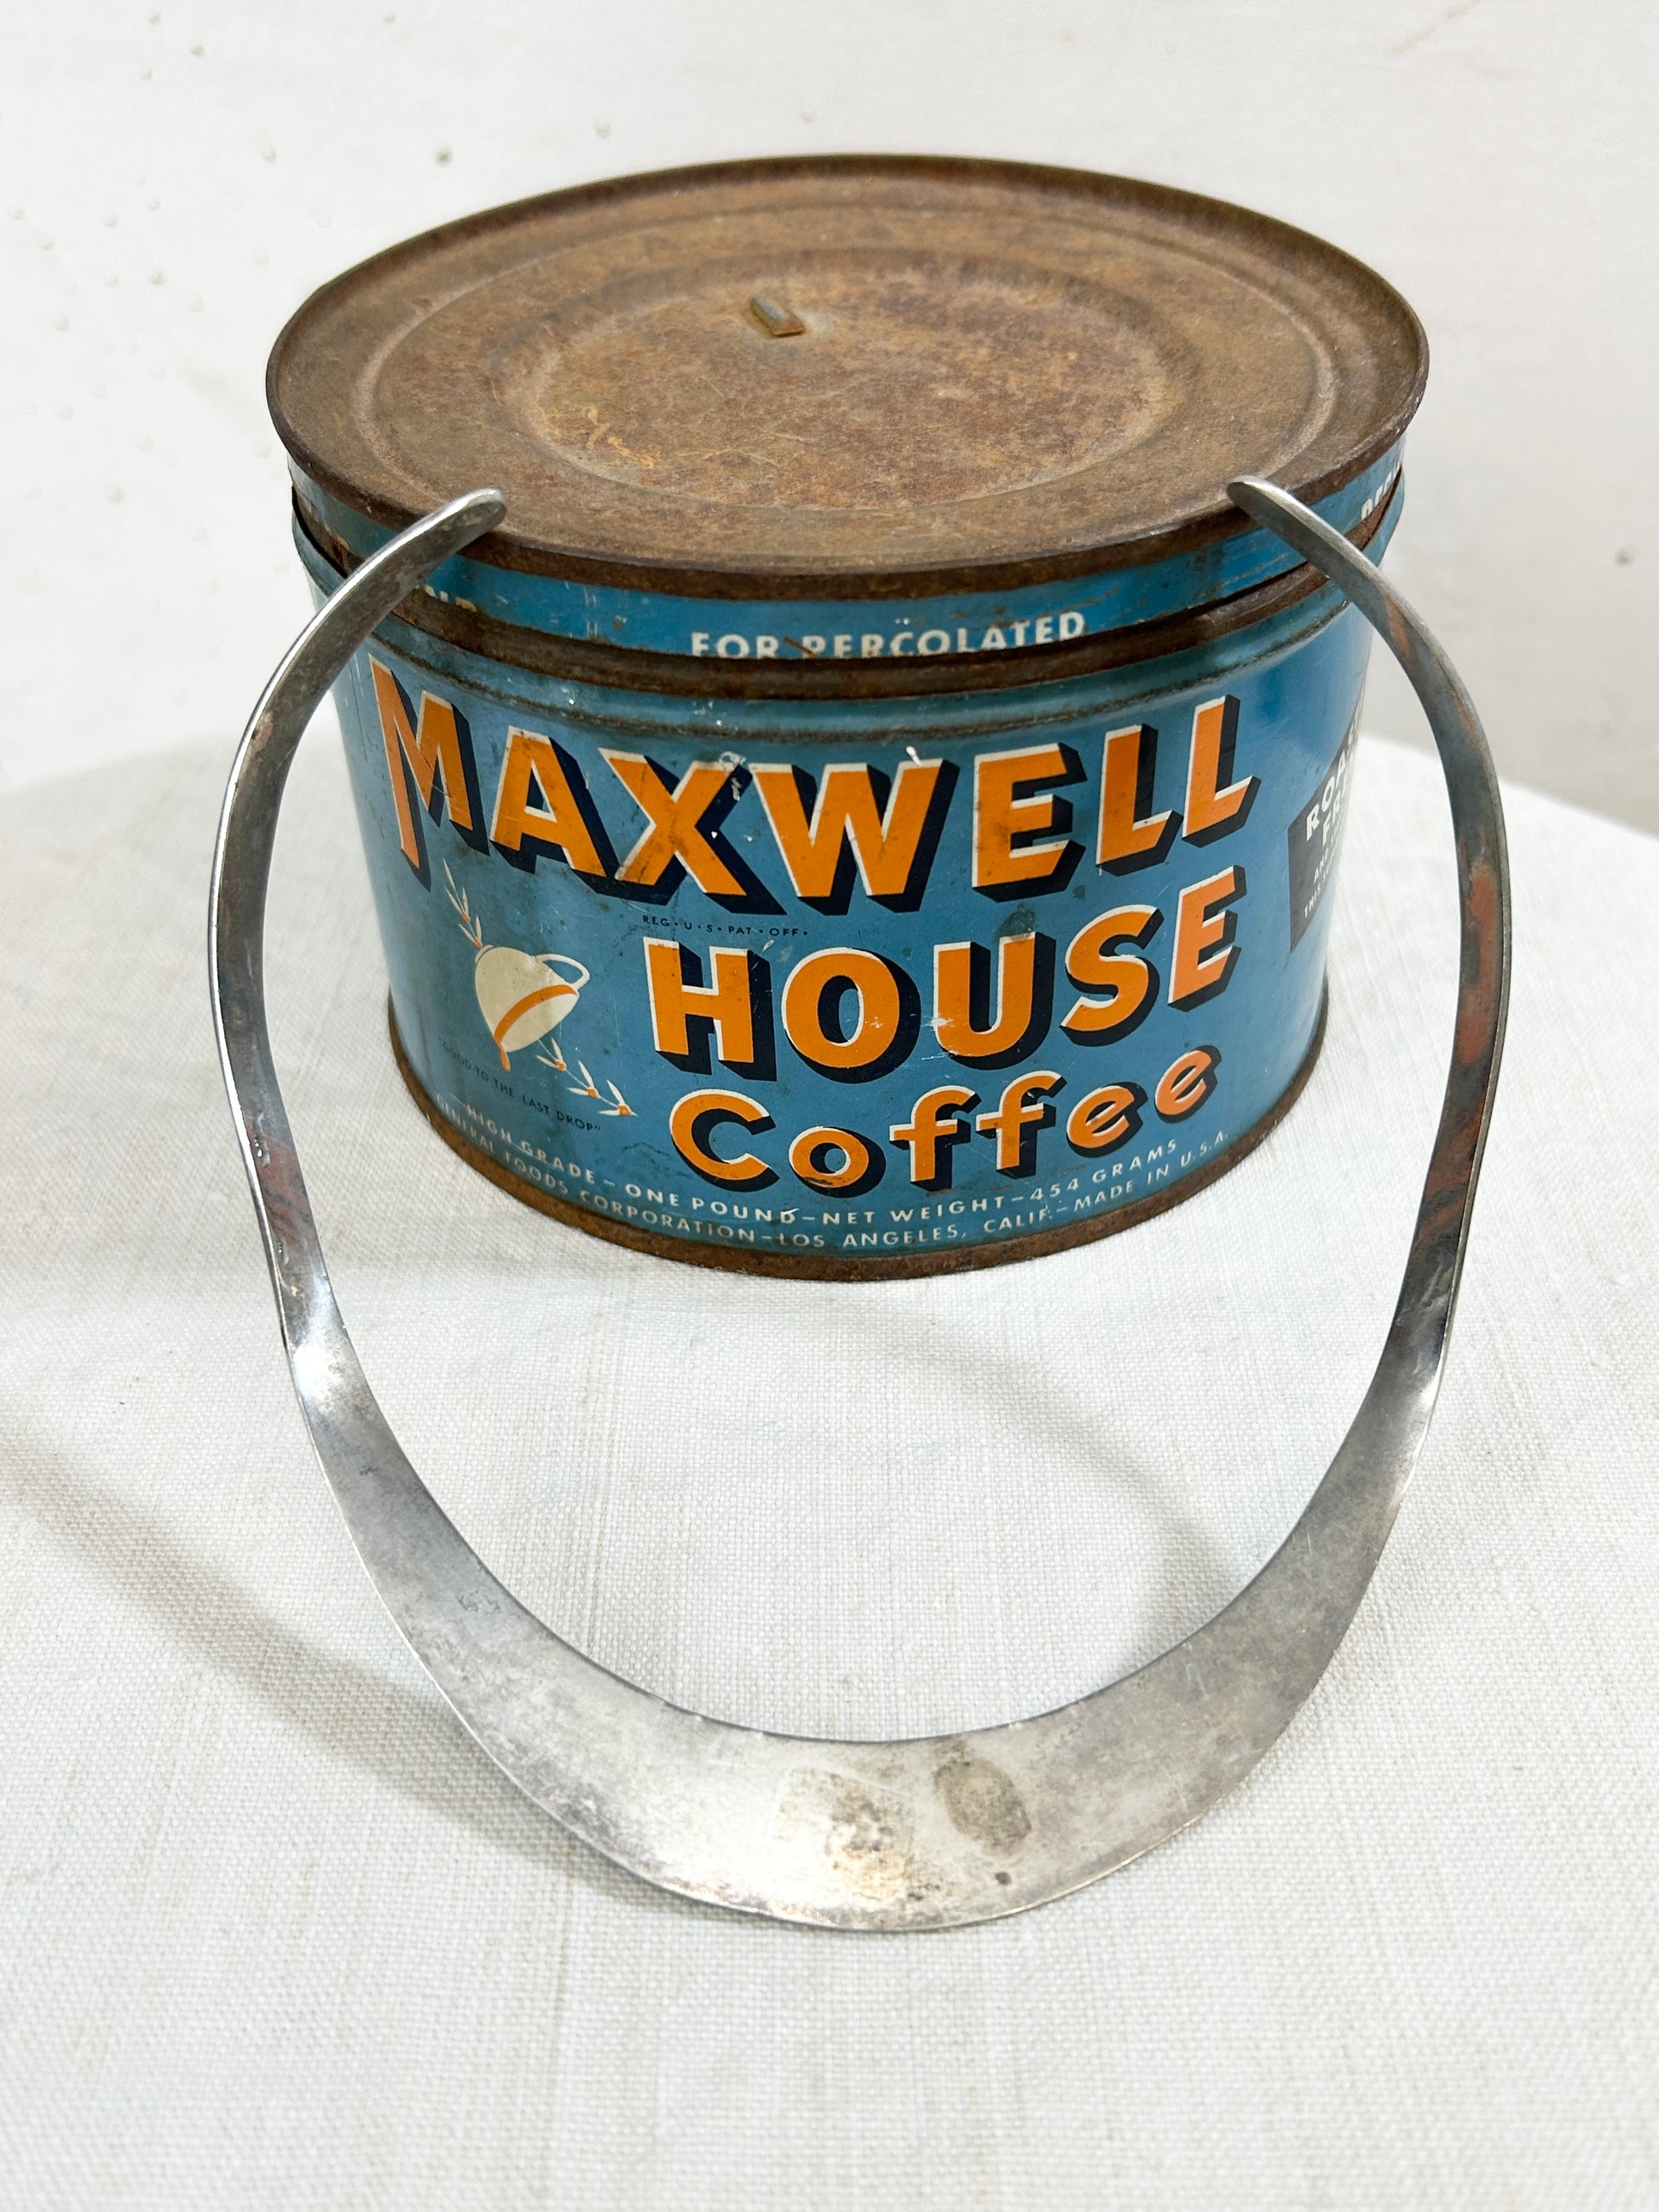 FOR PERCOLATED
MAXWELL
REG·U·S·PAT·OFF·
HOUSE
Coffee
"GOOD TO THE LAST DROP"
HIGH GRADE–ONE POUND–NET WEIGHT–454 GRAMS
GENERAL FOODS CORPORATION–LOS ANGELES, CALIF.–MADE IN U.S.A.